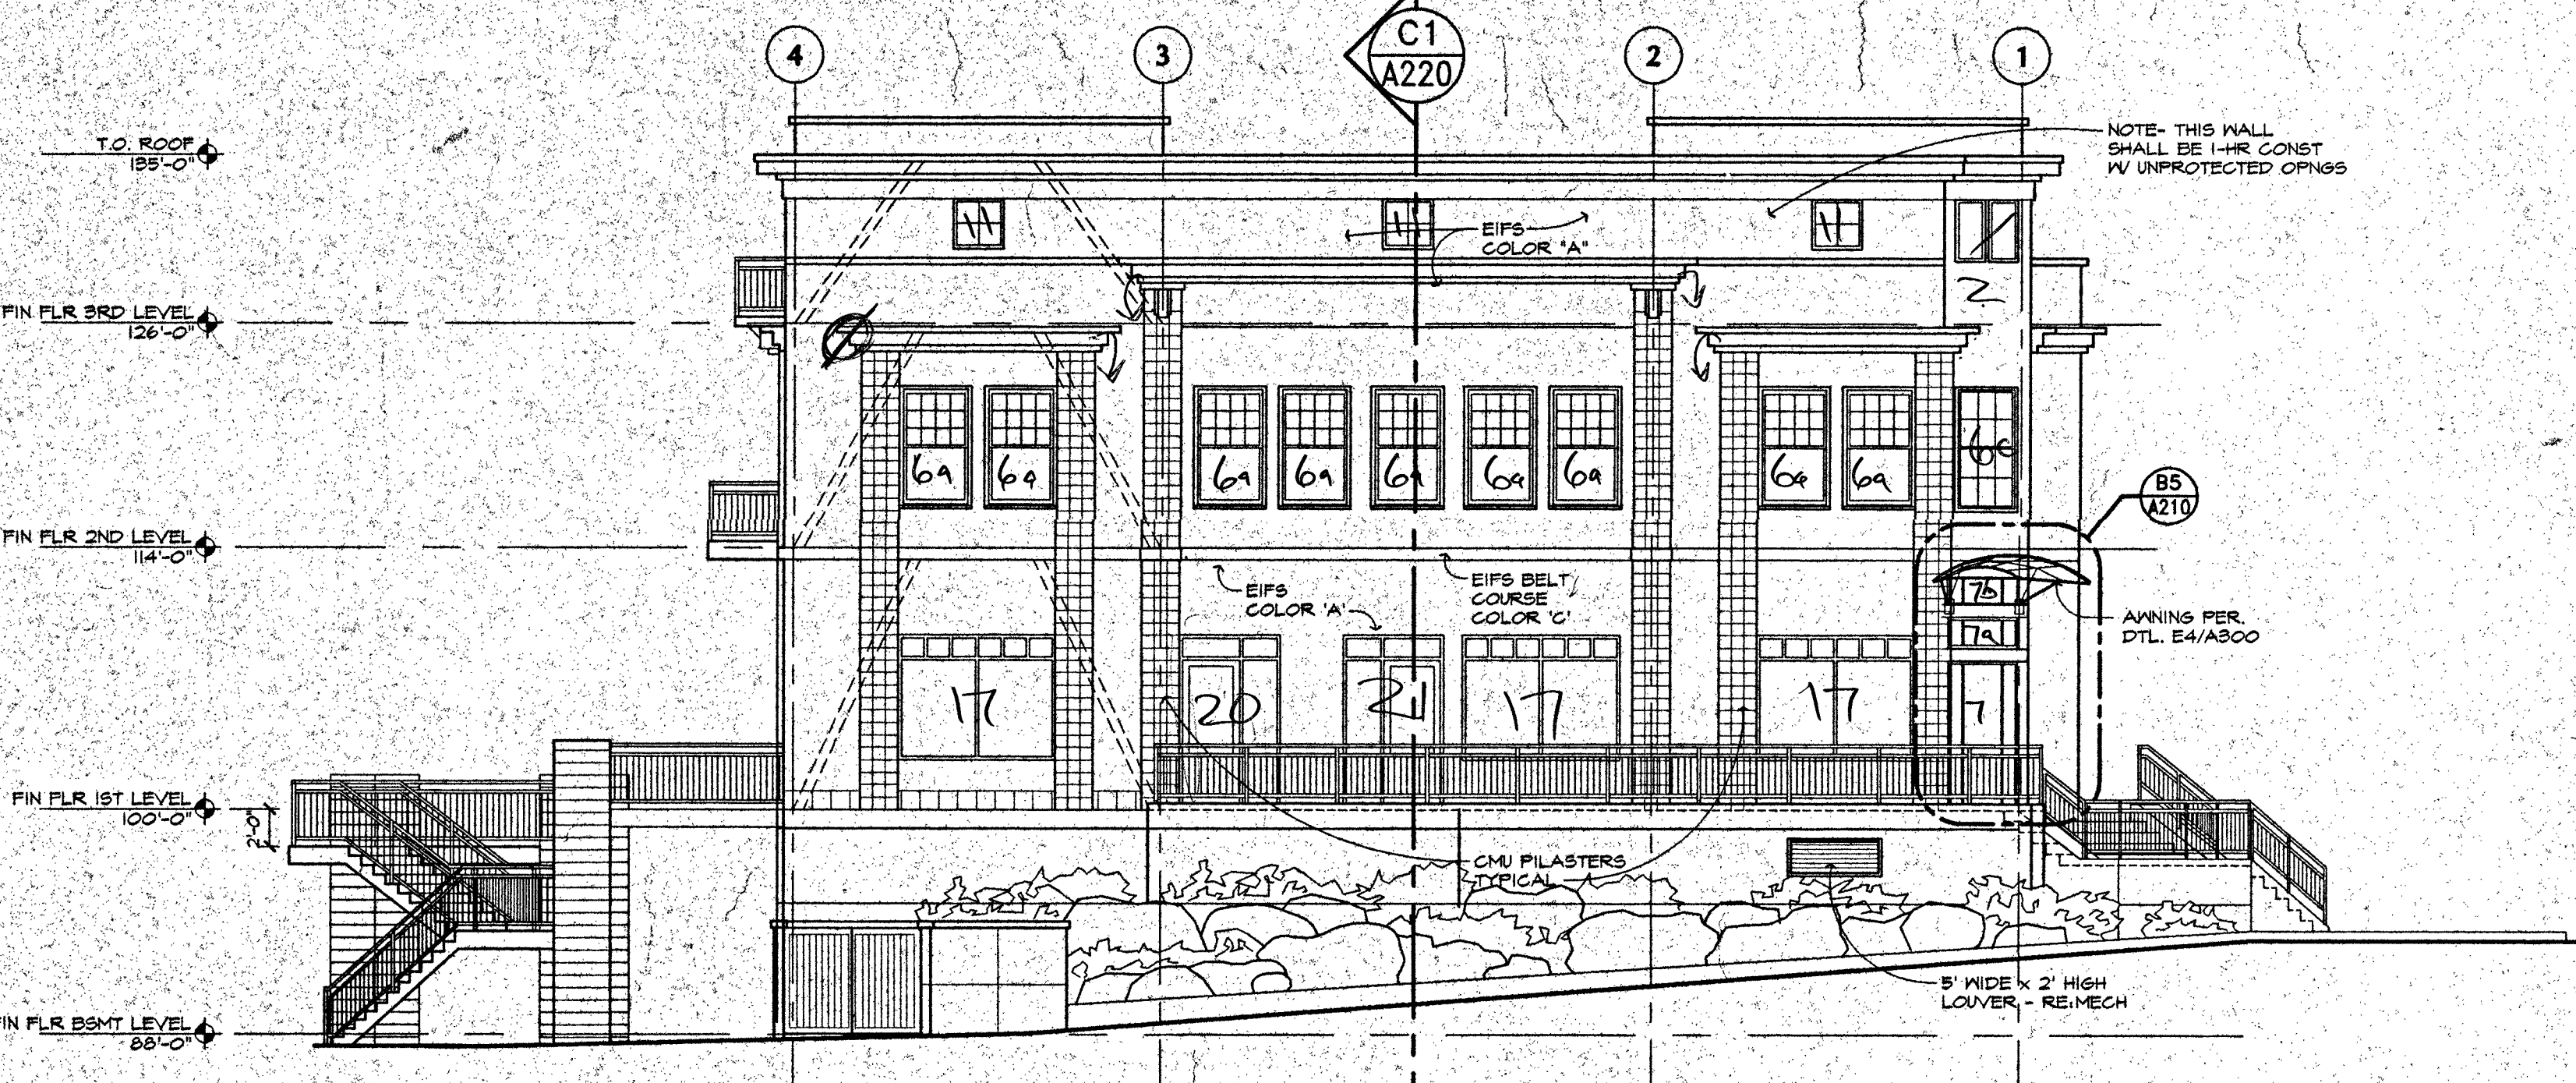 4
3
C1
A220
2
1
T.O. ROOF
135'-0"
NOTE- THIS WALL
SHALL BE 1-HR CONST
W/ UNPROTECTED OPNGS
11
11
11
1
EIFS
COLOR "A"
2
FIN FLR 3RD LEVEL
126'-0"
6a
6a
6a
6a
6a
6a
6a
6a
6a
B5
A210
FIN FLR 2ND LEVEL
114'-0"
EIFS
COLOR 'A'
EIFS BELT
COURSE
COLOR 'C'
7b
7a
AWNING PER.
DTL. E4/A300
17
20
21
17
17
7
FIN FLR 1ST LEVEL
100'-0"
2'-0"
CMU PILASTERS
TYPICAL
5' WIDE x 2' HIGH
LOUVER - RE:MECH
FIN FLR BSMT LEVEL
88'-0"